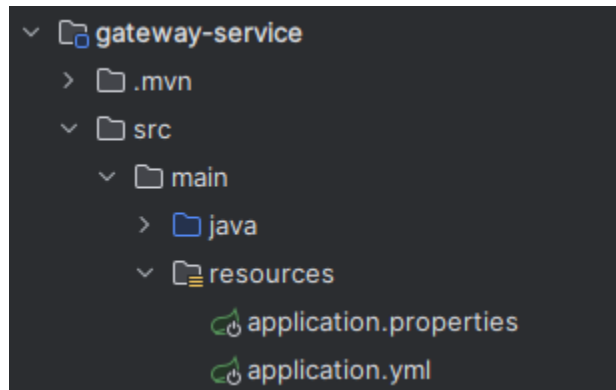 gateway-service
.mvn
src
main
java
resources
application.properties
application.yml